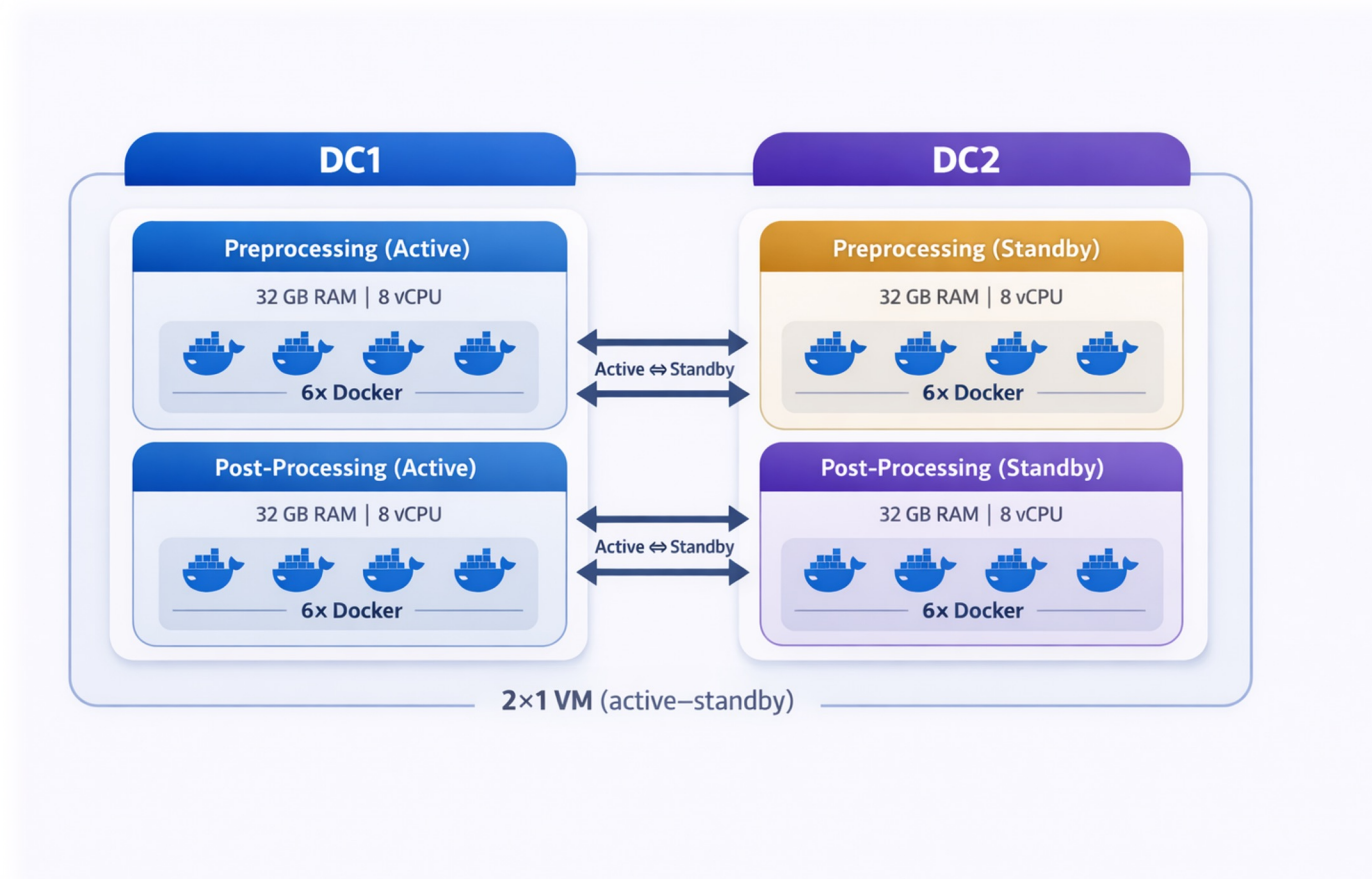 DC1
DC2
Preprocessing (Active)
32 GB RAM | 8 vCPU
6x Docker
Active ⇔ Standby
Preprocessing (Standby)
32 GB RAM | 8 vCPU
6x Docker
Post-Processing (Active)
32 GB RAM | 8 vCPU
6x Docker
Active ⇔ Standby
Post-Processing (Standby)
32 GB RAM | 8 vCPU
6x Docker
2×1 VM (active–standby)